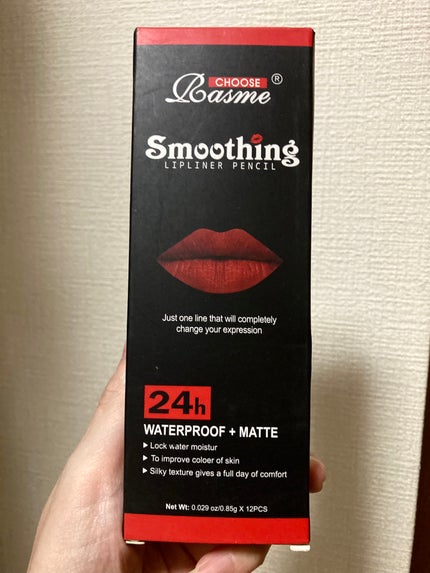 CHOOSE ®
Rasme
Smoothing
LIPLINER PENCIL
Just one line that will completely
change your expression
24h
WATERPROOF + MATTE
Lock water moistur
To improve coloer of skin
Silky texture gives a full day of comfort
Net Wt: 0.029 oz/0.85g X 12PCS